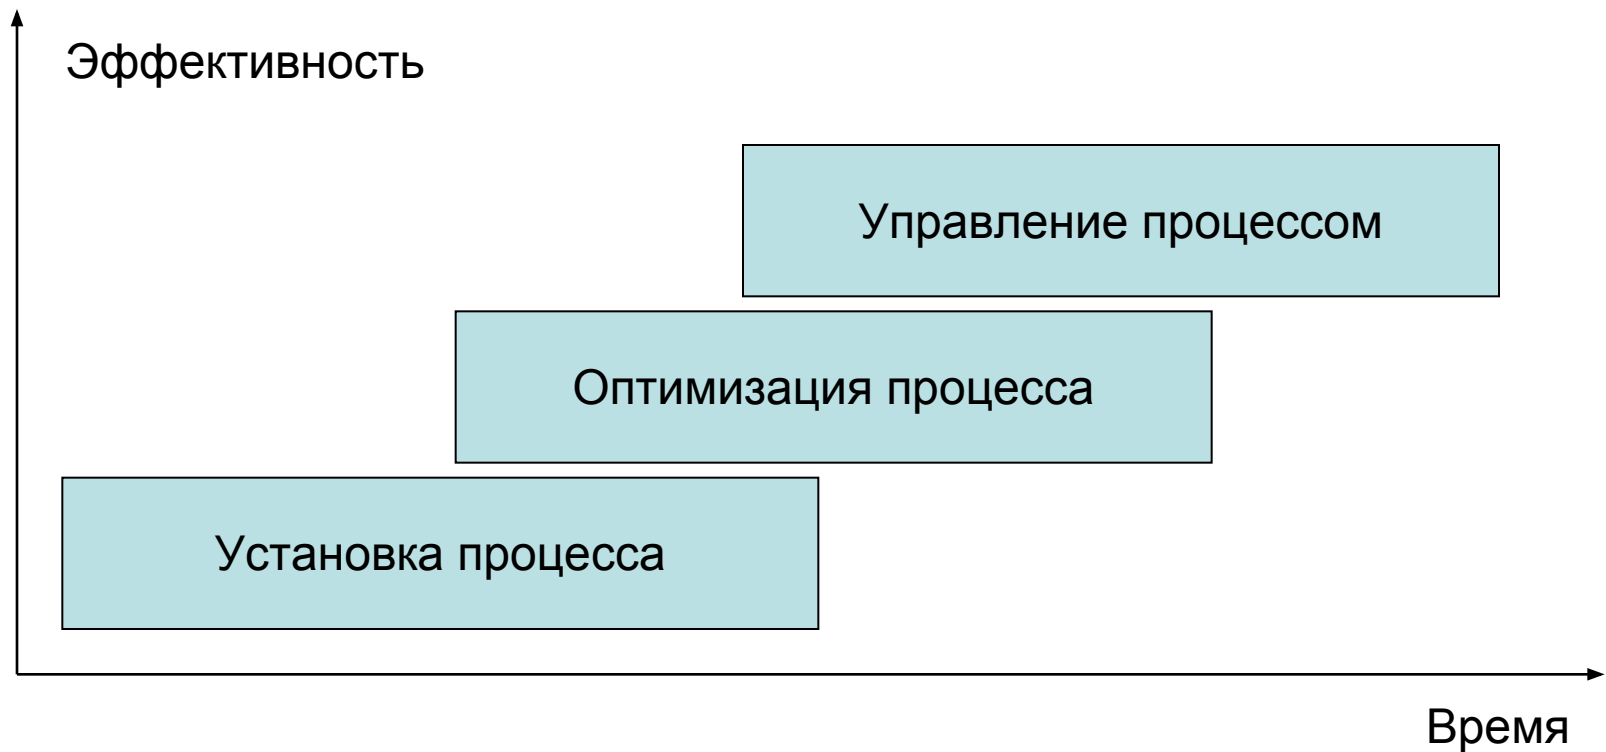 Эффективность
Управление процессом
Оптимизация процесса
Установка процесса
Время